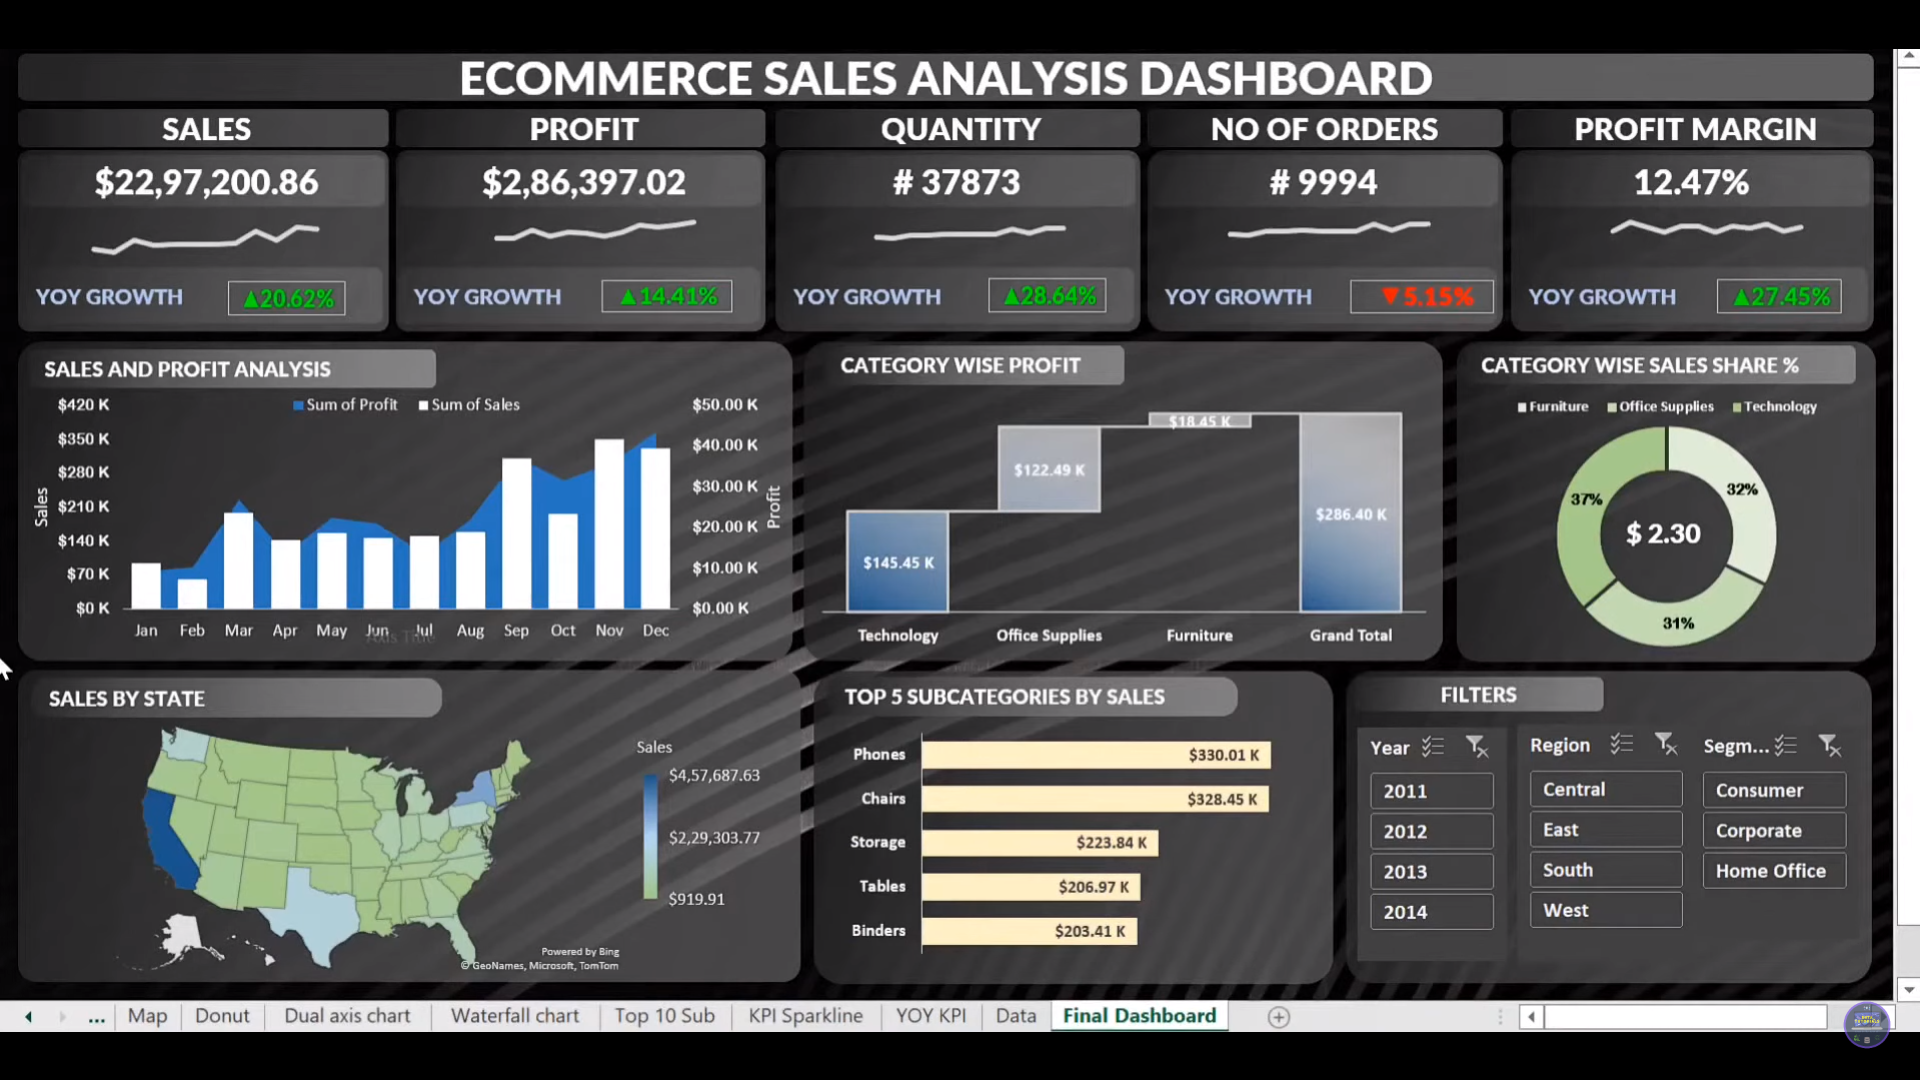 ECOMMERCE SALES ANALYSIS DASHBOARD
SALES
PROFIT
QUANTITY
NO OF ORDERS
PROFIT MARGIN
$22,97,200.86
$2,86,397.02
# 37873
# 9994
12.47%
YOY GROWTH ▲20.62%
YOY GROWTH ▲14.41%
YOY GROWTH ▲28.64%
YOY GROWTH ▼5.15%
YOY GROWTH ▲27.45%
SALES AND PROFIT ANALYSIS
Sum of Profit Sum of Sales
$420 K
$350 K
$280 K
$210 K
$140 K
$70 K
$0 K
Sales
$50.00 K
$40.00 K
$30.00 K
$20.00 K
$10.00 K
$0.00 K
Profit
Jan Feb Mar Apr May Jun Jul Aug Sep Oct Nov Dec
Axis Title
CATEGORY WISE PROFIT
$145.45 K
$122.49 K
$18.45 K
$286.40 K
Technology Office Supplies Furniture Grand Total
CATEGORY WISE SALES SHARE %
Furniture Office Supplies Technology
37%
32%
$ 2.30
31%
SALES BY STATE
Sales
$4,57,687.63
$2,29,303.77
$919.91
Powered by Bing
© GeoNames, Microsoft, TomTom
TOP 5 SUBCATEGORIES BY SALES
Phones $330.01 K
Chairs $328.45 K
Storage $223.84 K
Tables $206.97 K
Binders $203.41 K
FILTERS
Year
2011
2012
2013
2014
Region
Central
East
South
West
Segm...
Consumer
Corporate
Home Office
... Map Donut Dual axis chart Waterfall chart Top 10 Sub KPI Sparkline YOY KPI Data Final Dashboard